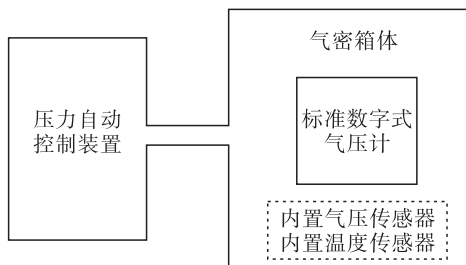 气密箱体
压力自动
控制装置
标准数字式
气压计
内置气压传感器
内置温度传感器